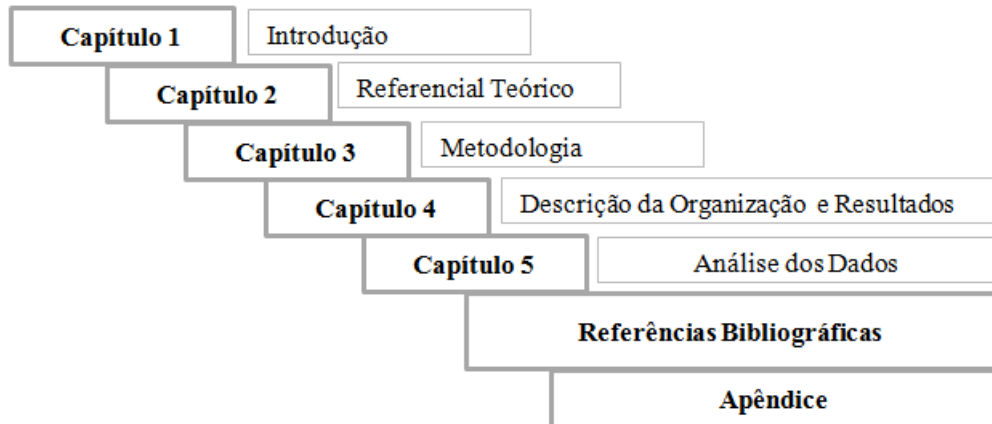 Capítulo 1 Introdução
Capítulo 2 Referencial Teórico
Capítulo 3 Metodologia
Capítulo 4 Descrição da Organização e Resultados
Capítulo 5 Análise dos Dados
Referências Bibliográficas
Apêndice